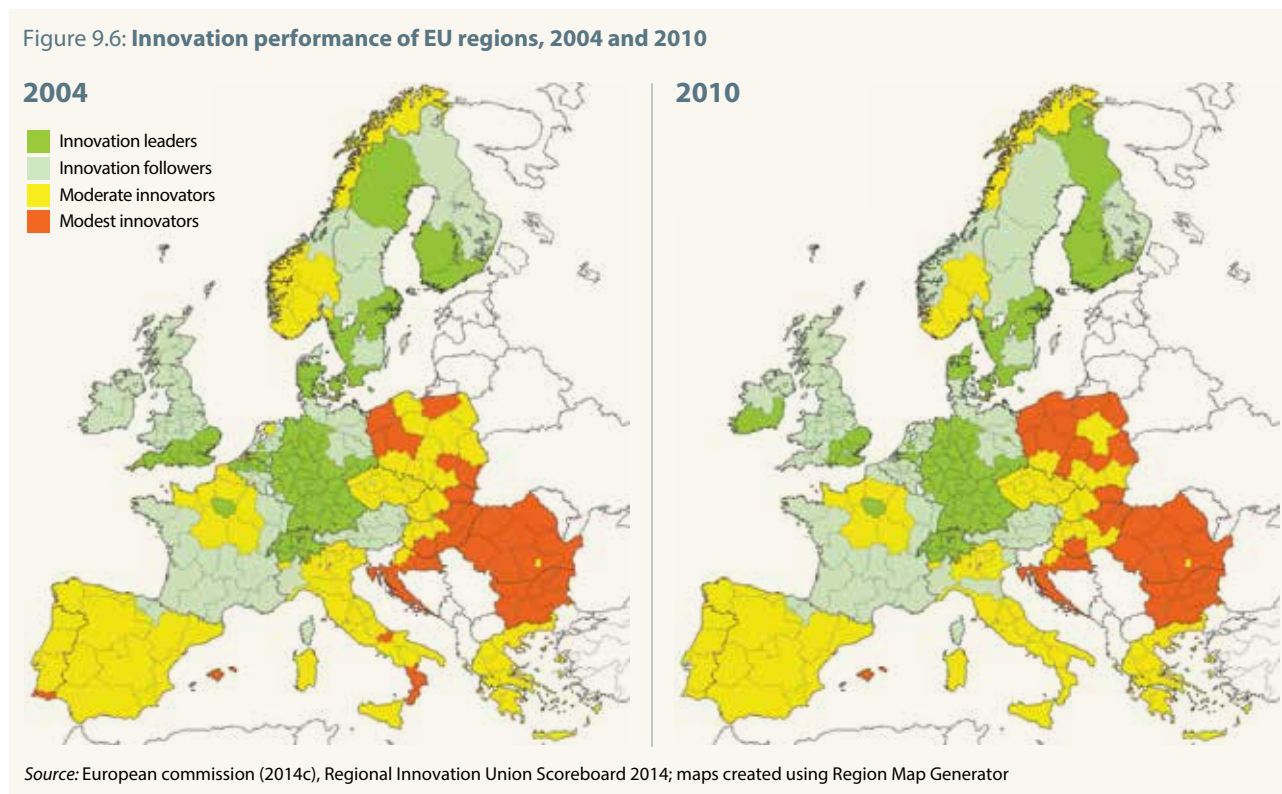 Figure 9.6: Innovation performance of EU regions, 2004 and 2010
2004
2010
Innovation leaders
Innovation followers
Moderate innovators
Modest innovators
Source: European commission (2014c), Regional Innovation Union Scoreboard 2014; maps created using Region Map Generator